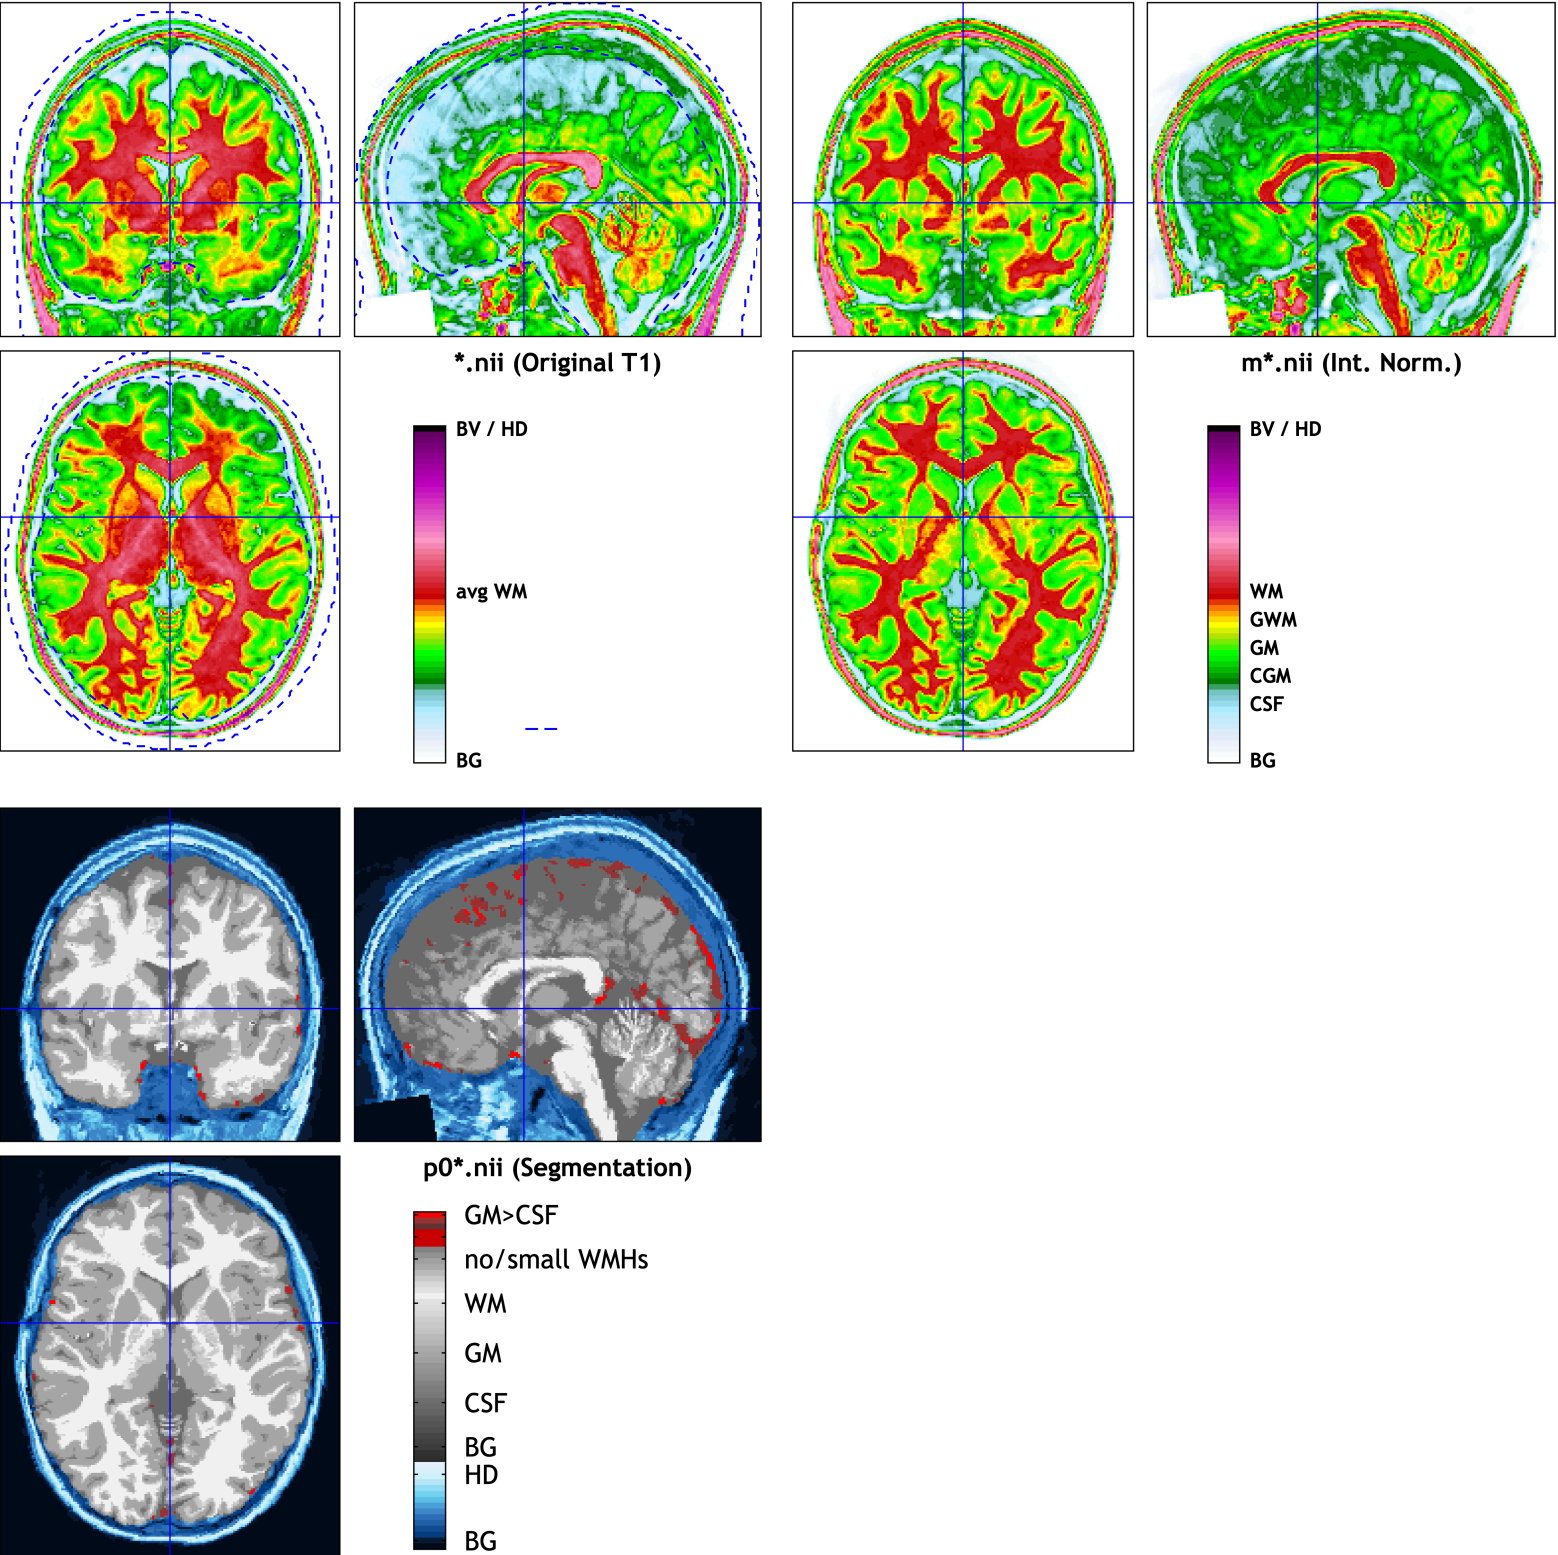 *.nii (Original T1)
BV / HD
avg WM
BG
m*.nii (Int. Norm.)
BV / HD
WM
GWM
GM
CGM
CSF
BG
p0*.nii (Segmentation)
GM>CSF
no/small WMHs
WM
GM
CSF
BG
HD
BG